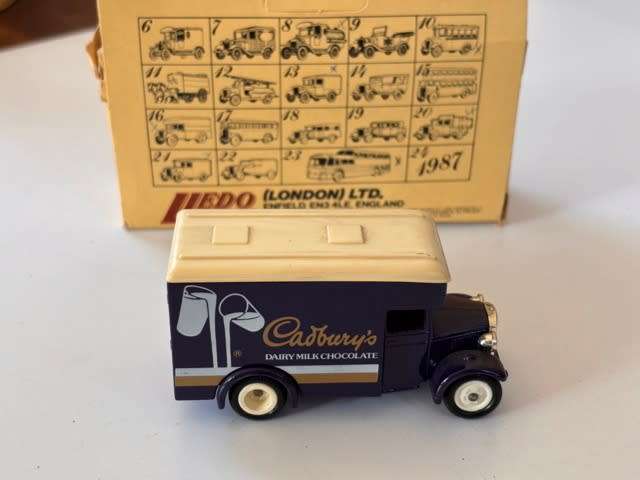 6 7 8 9 10
11 12 13 14 15
16 17 18 19 20
21 22 23 24 1987
LLEDO (LONDON) LTD.
ENFIELD, EN3 4LE, ENGLAND
Cadbury's
® DAIRY MILK CHOCOLATE